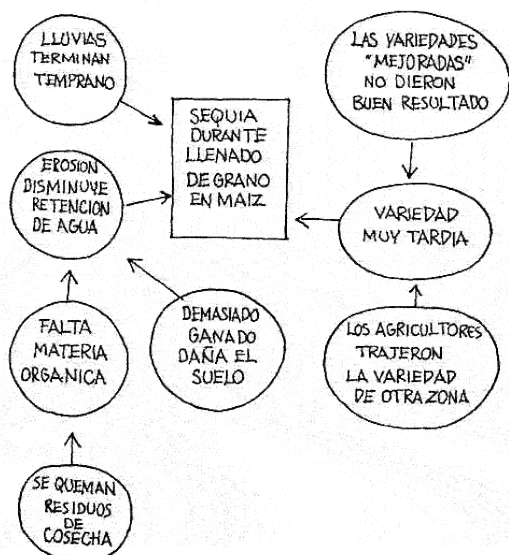 LLUVIAS
TERMINAN
TEMPRANO
LAS VARIEDADES
"MEJORADAS"
NO DIERON
BUEN RESULTADO
SEQUIA
DURANTE
LLENADO
DE GRANO
EN MAIZ
EROSION
DISMINUYE
RETENCION
DE AGUA
VARIEDAD
MUY TARDIA
FALTA
MATERIA
ORGANICA
DEMASIADO
GANADO
DAÑA EL
SUELO
LOS AGRICULTORES
TRAJERON
LA VARIEDAD
DE OTRA ZONA
SE QUEMAN
RESIDUOS
DE
COSECHA